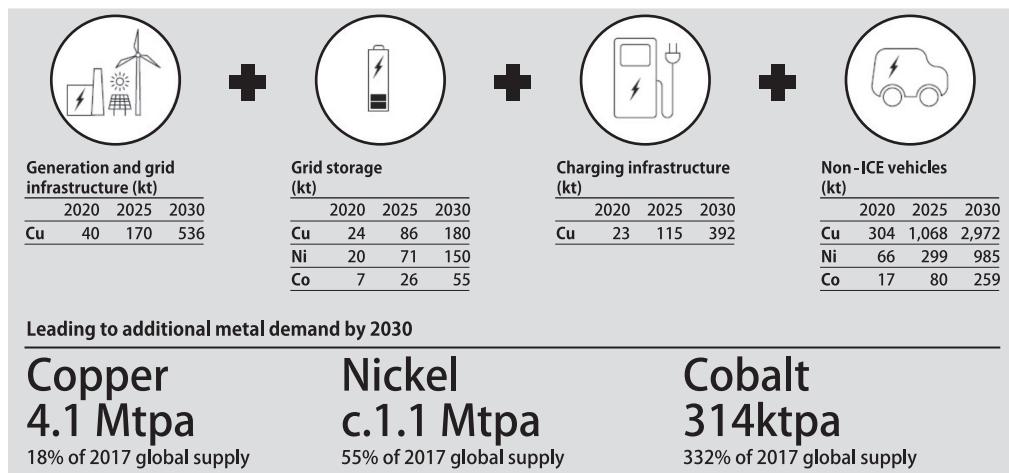 Generation and grid
infrastructure (kt)
2020 2025 2030
Cu 40 170 536
Grid storage
(kt)
2020 2025 2030
Cu 24 86 180
Ni 20 71 150
Co 7 26 55
Charging infrastructure
(kt)
2020 2025 2030
Cu 23 115 392
Non-ICE vehicles
(kt)
2020 2025 2030
Cu 304 1,068 2,972
Ni 66 299 985
Co 17 80 259
Leading to additional metal demand by 2030
Copper
4.1 Mtpa
18% of 2017 global supply
Nickel
c.1.1 Mtpa
55% of 2017 global supply
Cobalt
314ktpa
332% of 2017 global supply